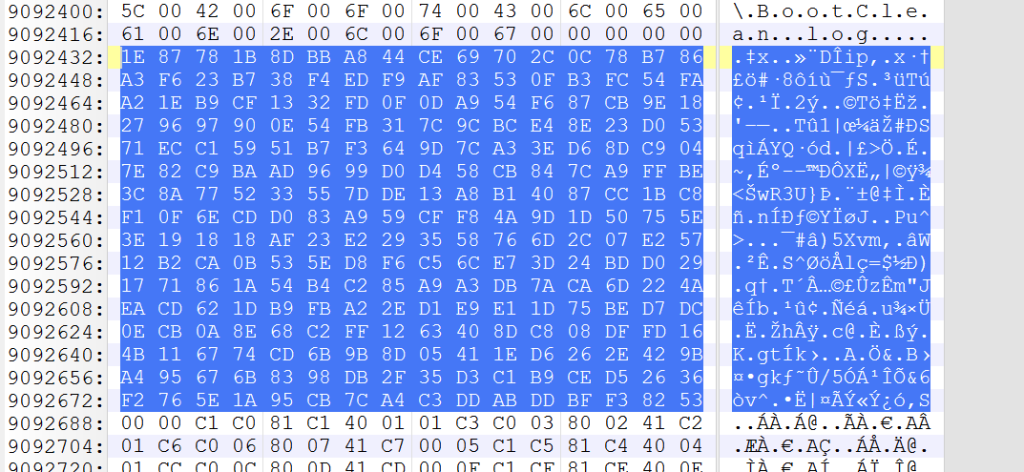 9092400: 5C 00 42 00 6F 00 6F 00 74 00 43 00 6C 00 65 00 \.B.o.o.t.C.l.e.
9092416: 61 00 6E 00 2E 00 6C 00 6F 00 67 00 00 00 00 00 a.n...l.o.g.....
9092432: 1E 87 78 1B 8D BB A8 44 CE 69 70 2C 0C 78 B7 86 .‡x..»¨DÎip,.x·†
9092448: A3 F6 23 B7 38 F4 ED F9 AF 83 53 0F B3 FC 54 FA £ö#·8ôíù¯ƒS.³üTú
9092464: A2 1E B9 CF 13 32 FD 0F 0D A9 54 F6 87 CB 9E 18 ¢.¹Ï.2ý..©Tö‡Ëž.
9092480: 27 96 97 90 0E 54 FB 31 7C 9C BC E4 8E 23 D0 53 '–—..Tû1|œ¼äŽ#ÐS
9092496: 71 EC C1 59 51 B7 F3 64 9D 7C A3 3E D6 8D C9 04 qìÁYQ·ód.|£>Ö.É.
9092512: 7E 82 C9 BA AD 96 99 D0 D4 58 CB 84 7C A9 FF BE ~‚Éº-–™ÐÔXË„|©ÿ¾
9092528: 3C 8A 77 52 33 55 7D DE 13 A8 B1 40 87 CC 1B C8 <ŠwR3U}Þ.¨±@‡Ì.È
9092544: F1 0F 6E CD D0 83 A9 59 CF F8 4A 9D 1D 50 75 5E ñ.nÍÐƒ©YÏøJ..Pu^
9092560: 3E 19 18 18 AF 23 E2 29 35 58 76 6D 2C 07 E2 57 >...¯#â)5Xvm,.âW
9092576: 12 B2 CA 0B 53 5E D8 F6 C5 6C E7 3D 24 BD D0 29 .²Ê.S^ØöÅlç=$½Ð)
9092592: 17 71 86 1A 54 B4 C2 85 A9 A3 DB 7A CA 6D 22 4A .q†.T´Â…©£ÛzÊm"J
9092608: EA CD 62 1D B9 FB A2 2E D1 E9 E1 1D 75 BE D7 DC êÍb.¹û¢.Ñéá.u¾×Ü
9092624: 0E CB 0A 8E 68 C2 FF 12 63 40 8D C8 08 DF FD 16 .Ë.ŽhÂÿ.c@.È.ßý.
9092640: 4B 11 67 74 CD 6B 9B 8D 05 41 1E D6 26 2E 42 9B K.gtÍk›..A.Ö&.B›
9092656: A4 95 67 6B 83 98 DB 2F 35 D3 C1 B9 CE D5 26 36 ¤•gkƒ˜Û/5ÓÁ¹ÎÕ&6
9092672: F2 76 5E 1A 95 CB 7C A4 C3 DD AB DD BF F3 82 53 òv^.•Ë|¤ÃÝ«Ý¿ó‚S
9092688: 00 00 C1 C0 81 C1 40 01 01 C3 C0 03 80 02 41 C2 ..ÁÀ.Á@..ÃÀ.€.AÂ
9092704: 01 C6 C0 06 80 07 41 C7 00 05 C1 C5 81 C4 40 04 .ÆÀ.€.AÇ..ÁÅ.Ä@.
9092720: 01 CC C0 0C 80 0D 41 CD 00 0F C1 CF 81 CE 40 0E .ÌÀ.€.AÍ..ÁÏ.Î@.